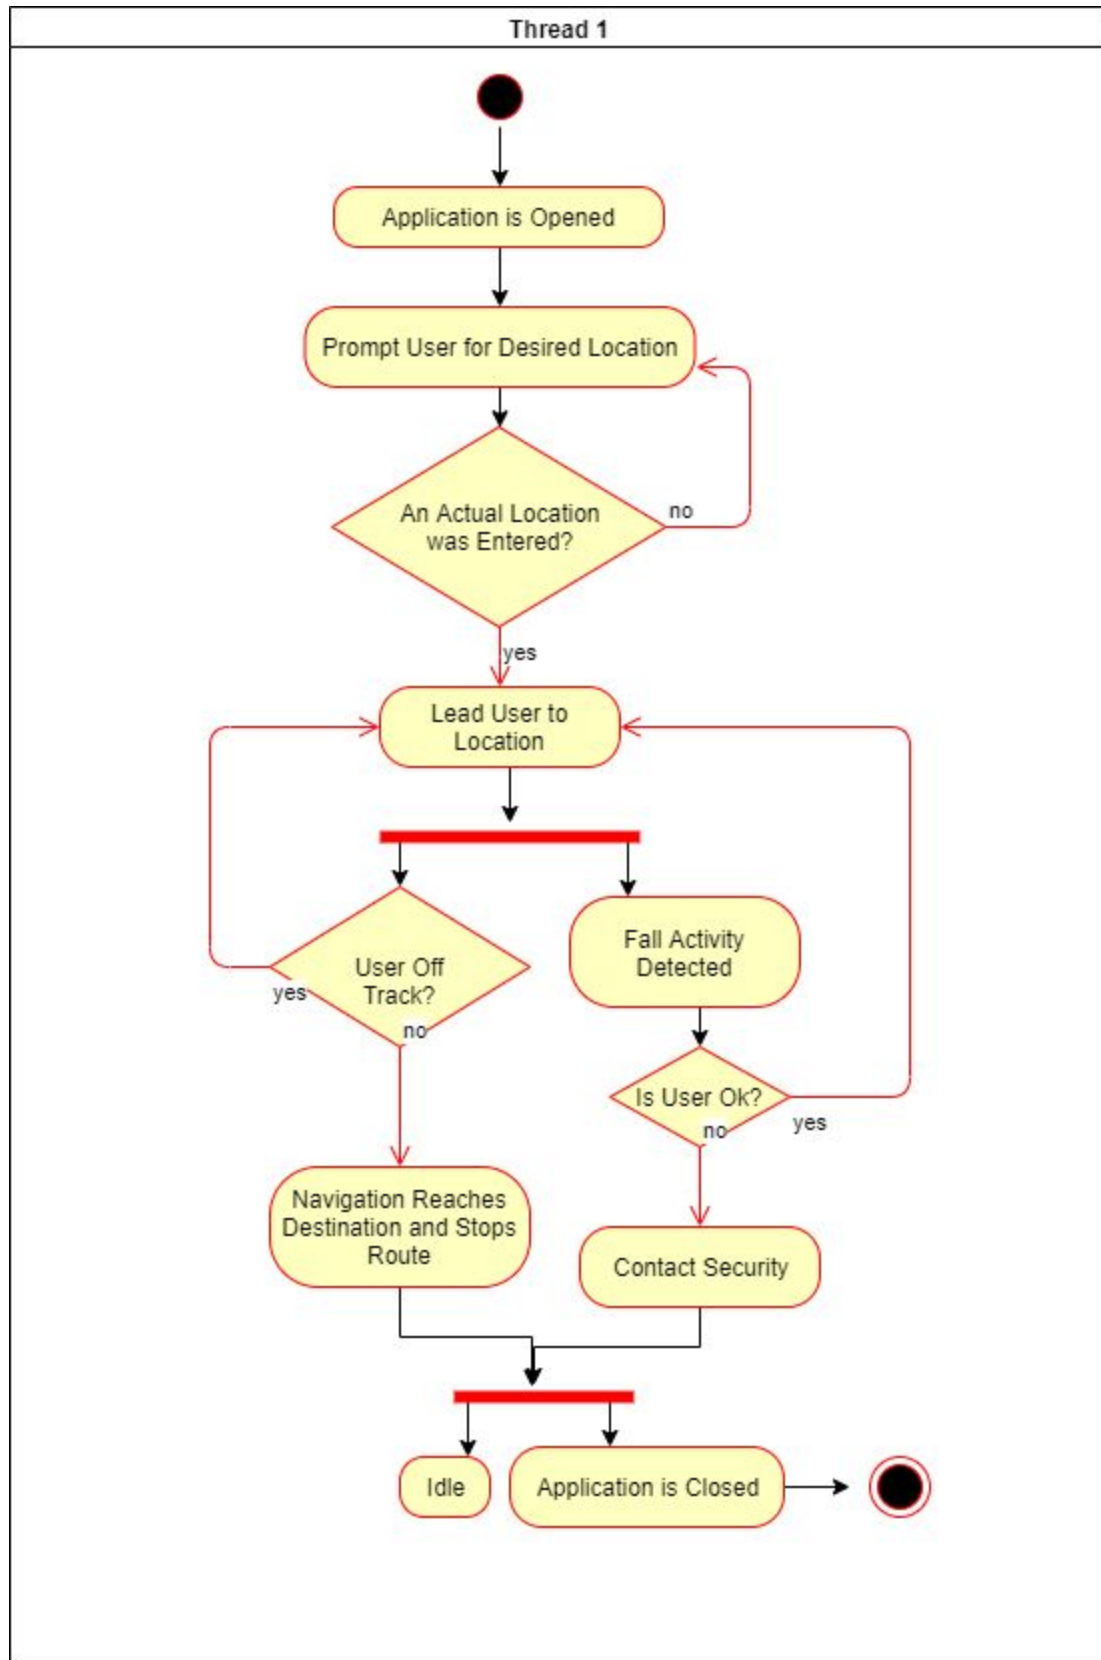 Thread 1
Application is Opened
Prompt User for Desired Location
An Actual Location
was Entered?
no
yes
Lead User to
Location
User Off
Track?
yes
no
Fall Activity
Detected
Is User Ok?
yes
no
Navigation Reaches
Destination and Stops
Route
Contact Security
Idle
Application is Closed